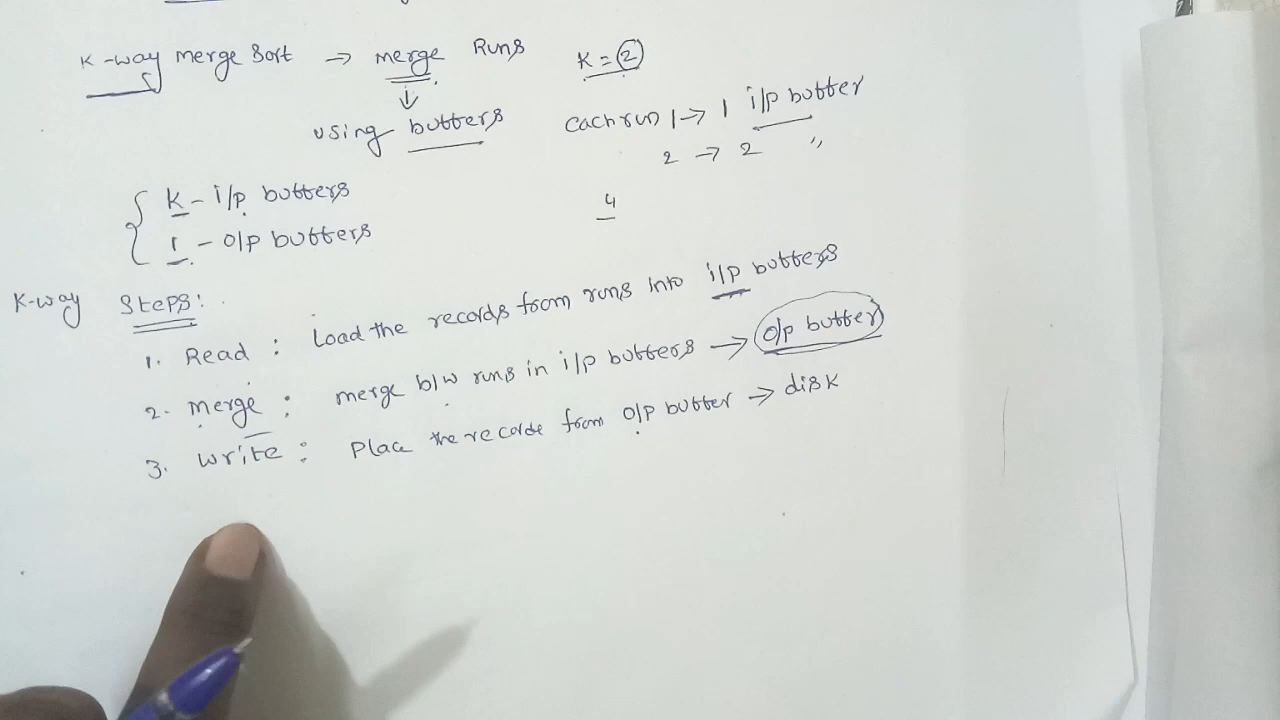 K-way merge Sort → merge Runs K = 2
↓
using buffers each run 1 → 1 i/p buffer
2 → 2 "
K - i/p buffers
4
1 - o/p buffers
K-way Steps:
1. Read : Load the records from runs into i/p buffers
2. Merge : merge b/w runs in i/p buffers → o/p buffer
3. Write : Place the records from o/p buffer → disk